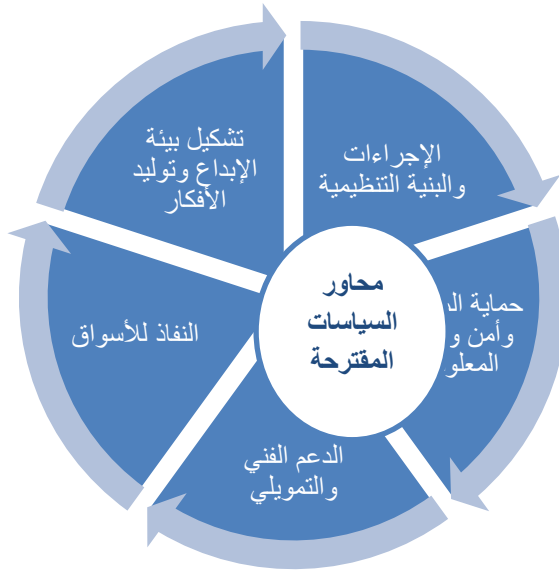 محاور
السياسات
المقترحة
الإجراءات
والبنية التنظيمية
حماية
وأمن
الدعم الفني
والتمويلي
النفاذ للأسواق
تشكيل بيئة
الإبداع وتوليد
الأفكار